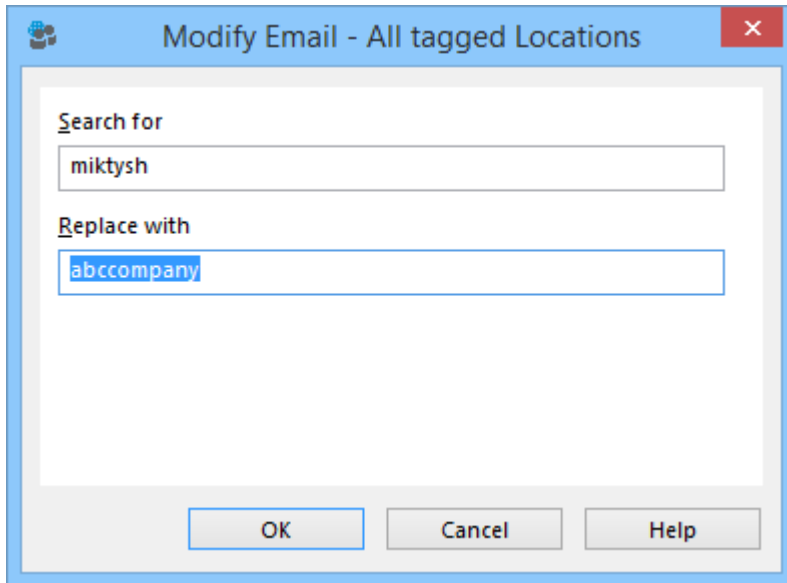 Modify Email - All tagged Locations
Search for
miktysh
Replace with
abccompany
OK Cancel Help